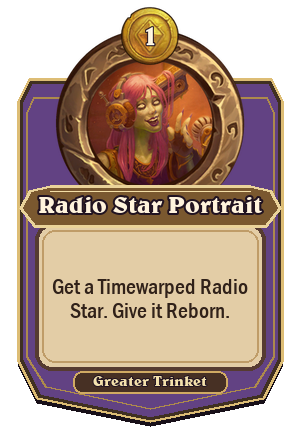 1
Radio Star Portrait
Get a Timewarped Radio
Star. Give it Reborn.
Greater Trinket